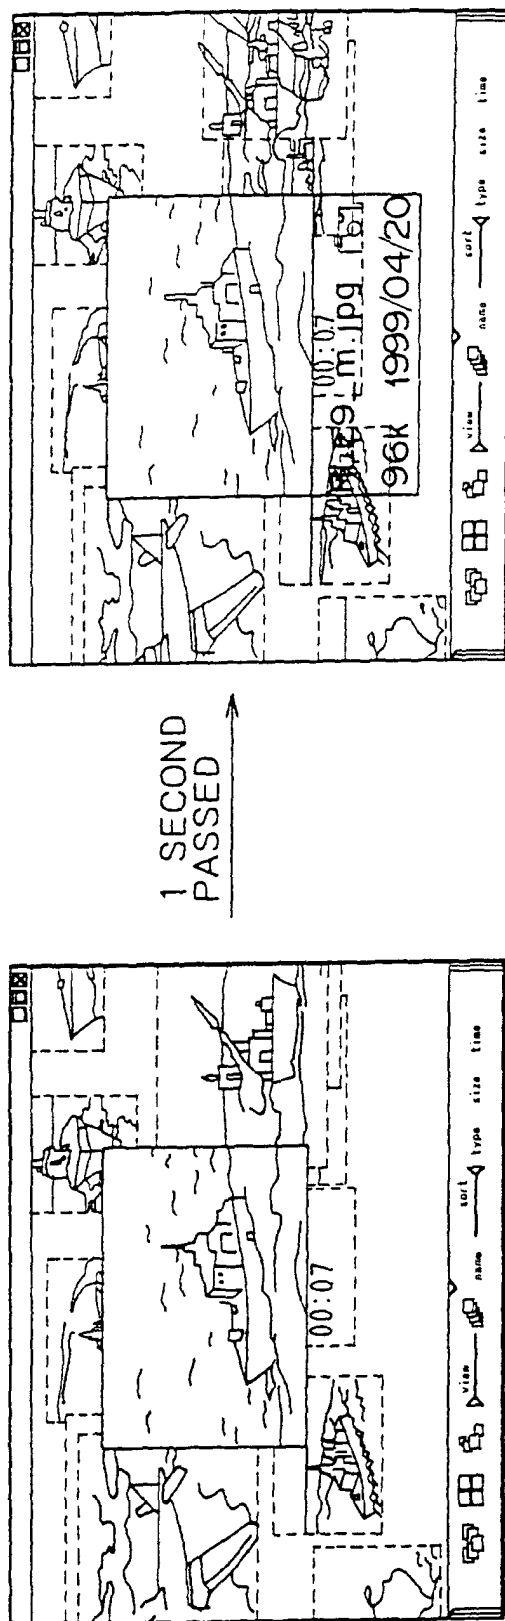 00:07
view name sort type size time
1 SECOND
PASSED
00:07
96K 1999/04/20
view name sort type size time